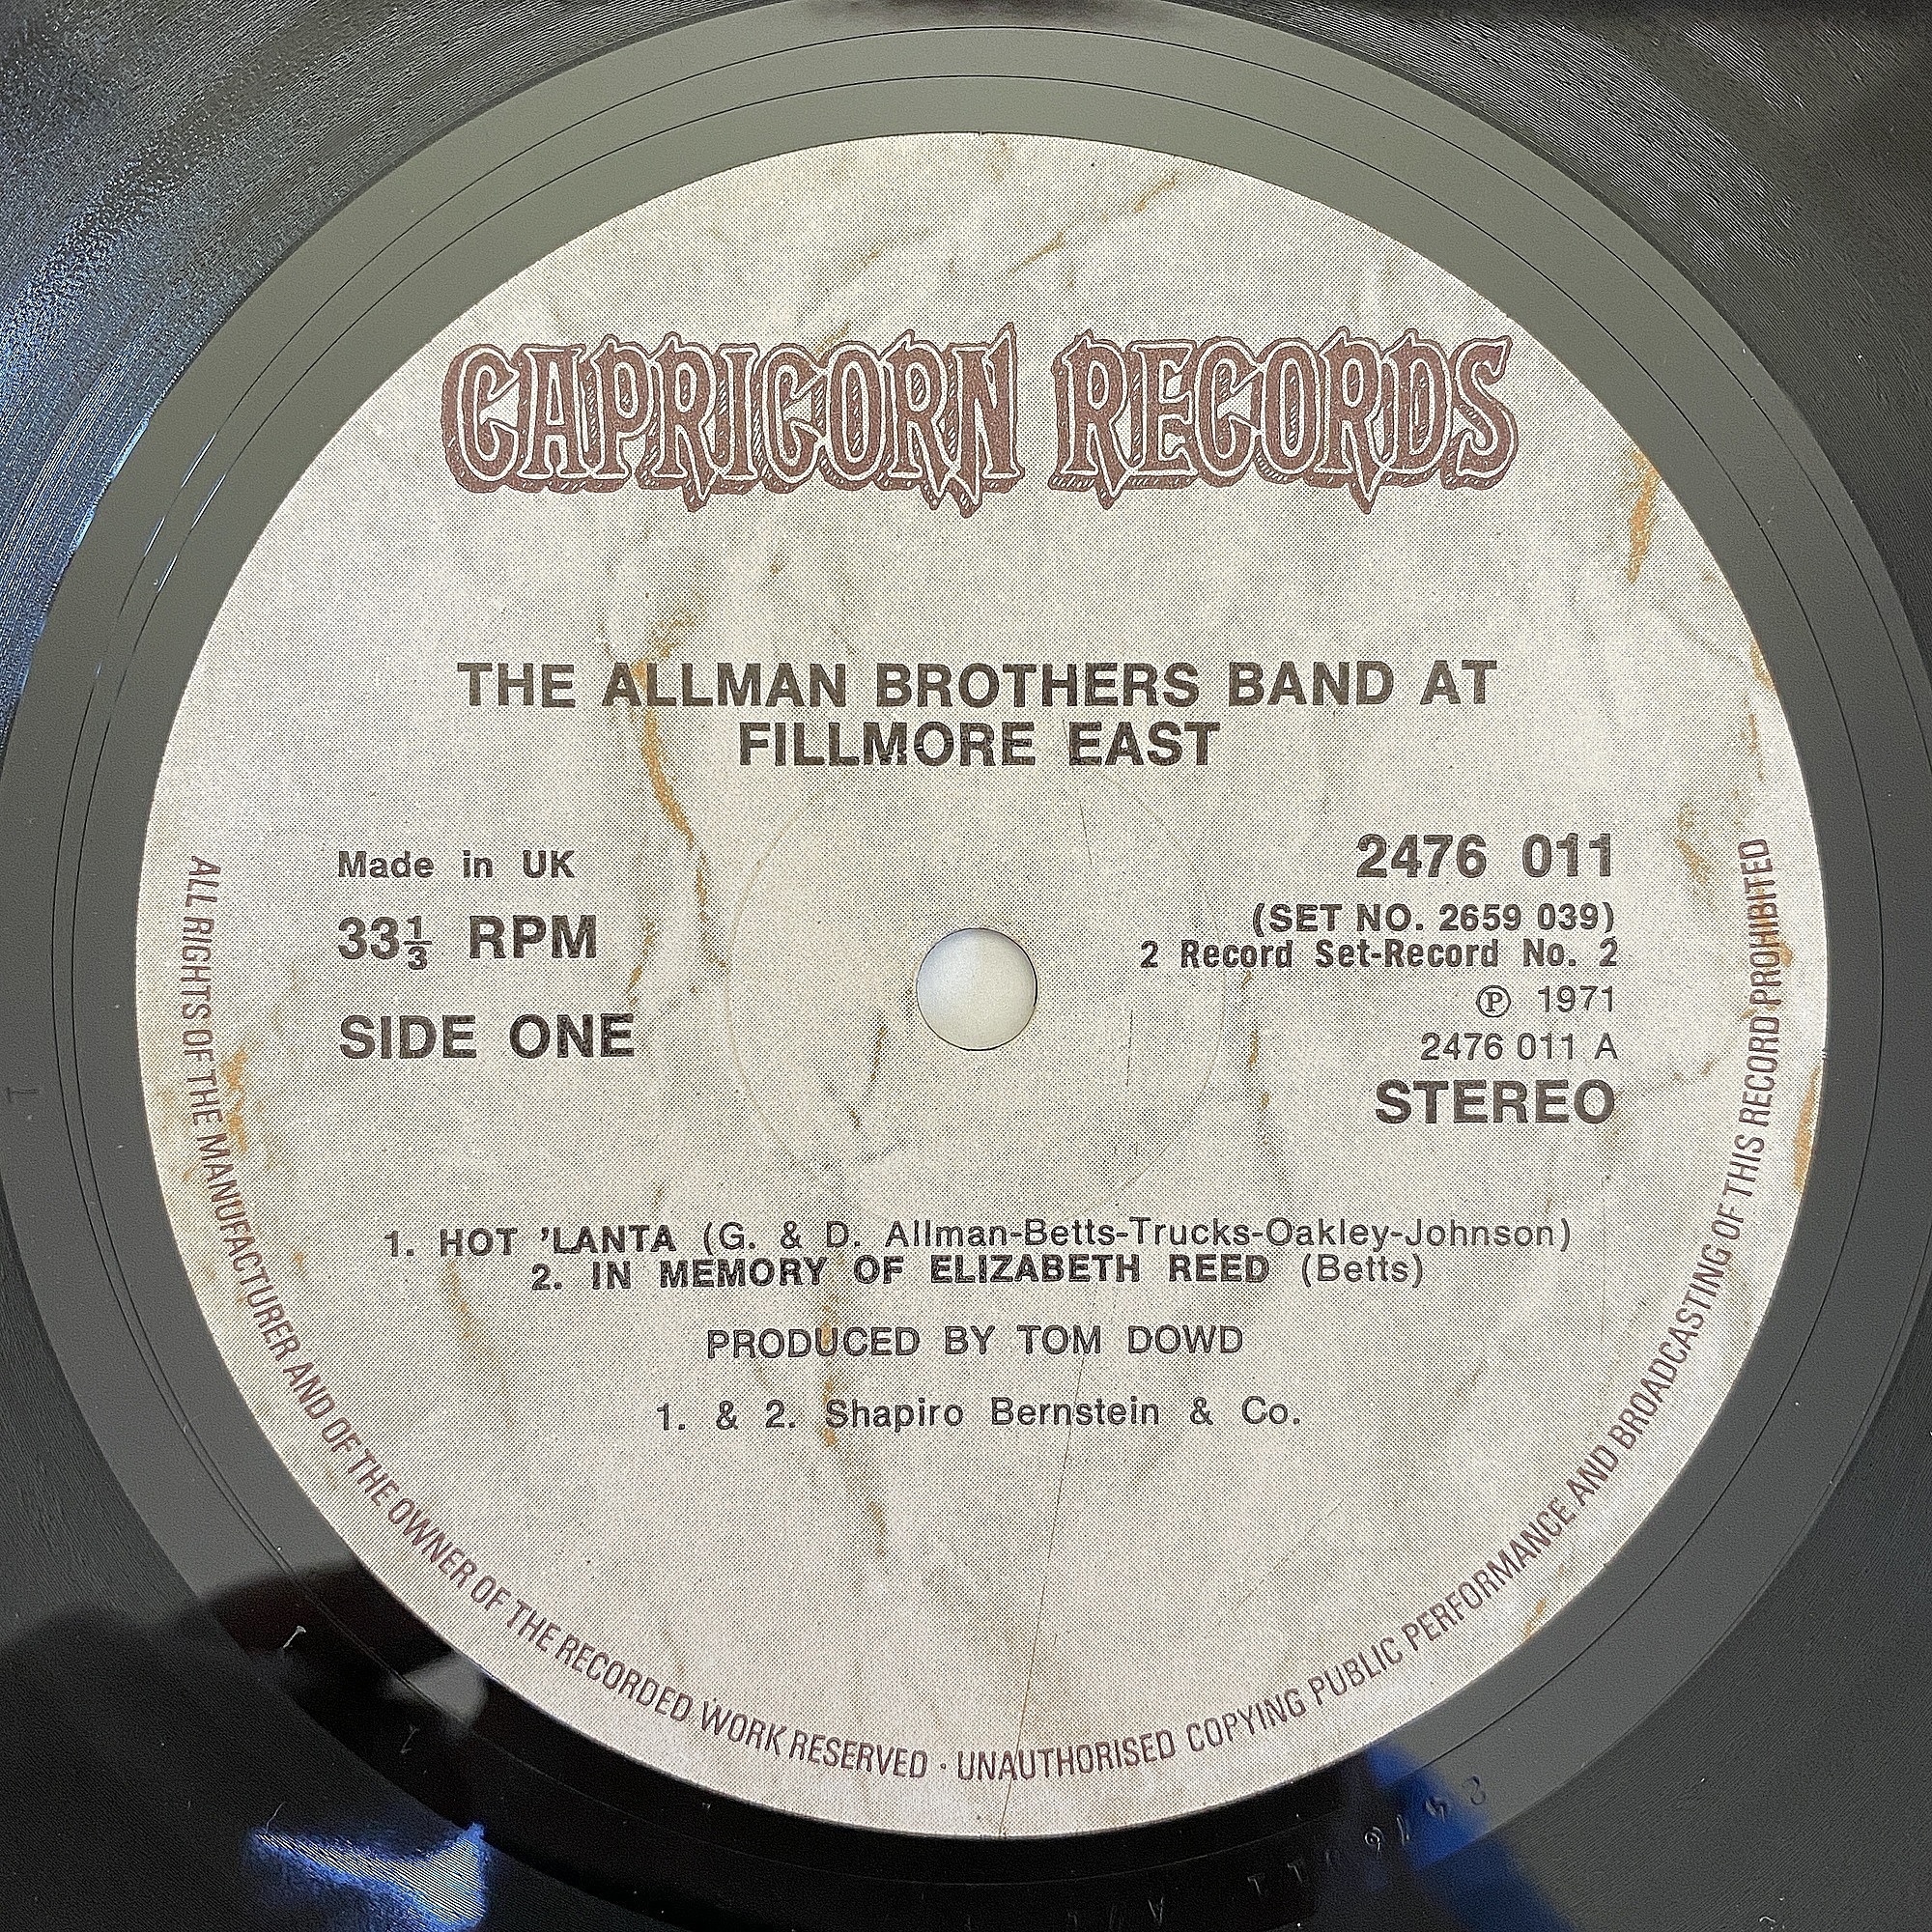 CAPRICORN RECORDS
THE ALLMAN BROTHERS BAND AT
FILLMORE EAST
Made in UK
33⅓ RPM
SIDE ONE
2476 011
(SET NO. 2659 039)
2 Record Set-Record No. 2
℗ 1971
2476 011 A
STEREO
1. HOT 'LANTA (G. & D. Allman-Betts-Trucks-Oakley-Johnson)
2. IN MEMORY OF ELIZABETH REED (Betts)
PRODUCED BY TOM DOWD
1. & 2. Shapiro Bernstein & Co.
ALL RIGHTS OF THE MANUFACTURER AND OF THE OWNER OF THE RECORDED WORK RESERVED · UNAUTHORISED COPYING PUBLIC PERFORMANCE AND BROADCASTING OF THIS RECORD PROHIBITED